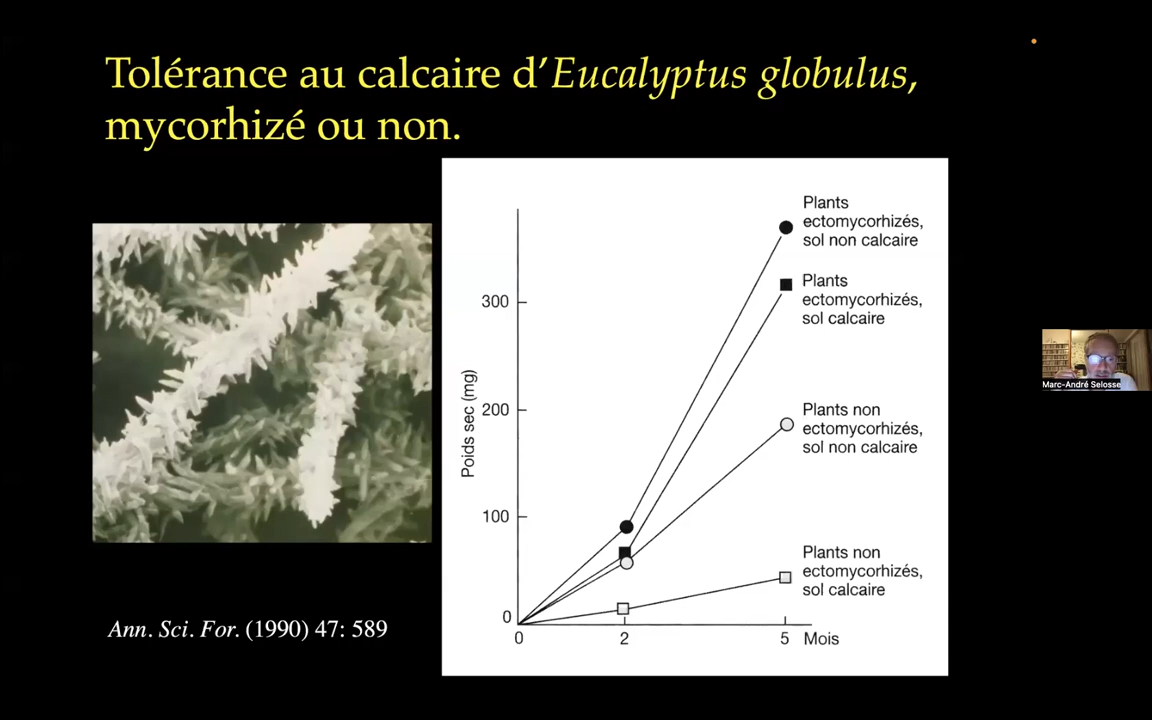 Tolérance au calcaire d’Eucalyptus globulus,
mycorhizé ou non.
Plants
ectomycorhizés,
sol non calcaire
Plants
ectomycorhizés,
sol calcaire
Plants non
ectomycorhizés,
sol non calcaire
Plants non
ectomycorhizés,
sol calcaire
Poids sec (mg)
300
200
100
0
0 2 5 Mois
Ann. Sci. For. (1990) 47: 589
Marc-André Selosse